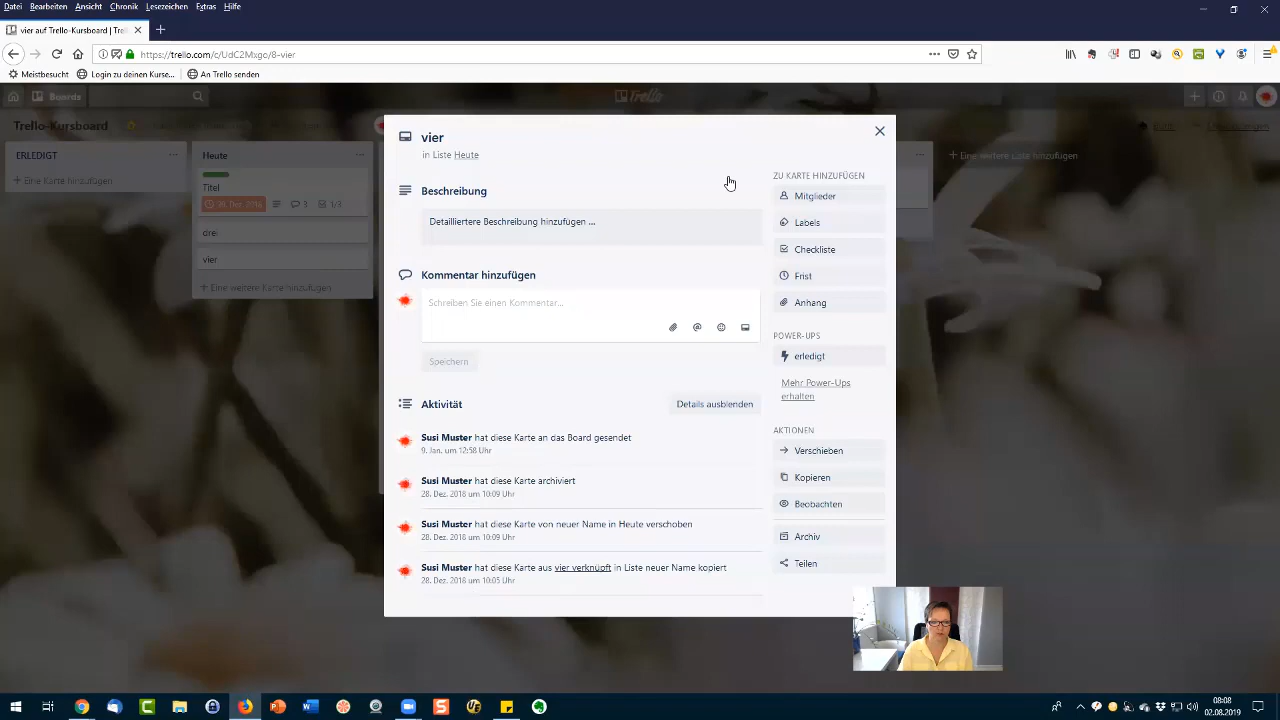 Datei Bearbeiten Ansicht Chronik Lesezeichen Extras Hilfe
vier auf Trello-Kursboard | Trell
https://trello.com/c/UdC2Mxgo/8-vier
Meistbesucht Login zu deinen Kurse... An Trello senden
Boards
Trello
Trello-Kursboard
ERLEDIGT
Eine Karte hinzufügen
Heute
Titel
3 1/3
drei
vier
Eine weitere Karte hinzufügen
Eine weitere Liste hinzufügen
vier
in Liste Heute
Beschreibung
Detailliertere Beschreibung hinzufügen ...
Kommentar hinzufügen
Schreiben Sie einen Kommentar...
Speichern
Aktivität
Details ausblenden
Susi Muster hat diese Karte an das Board gesendet
9. Jan. um 12:58 Uhr
Susi Muster hat diese Karte archiviert
28. Dez. 2018 um 10:09 Uhr
Susi Muster hat diese Karte von neuer Name in Heute verschoben
28. Dez. 2018 um 10:09 Uhr
Susi Muster hat diese Karte aus vier verknüpft in Liste neuer Name kopiert
28. Dez. 2018 um 10:05 Uhr
ZU KARTE HINZUFÜGEN
Mitglieder
Labels
Checkliste
Frist
Anhang
POWER-UPS
erledigt
Mehr Power-Ups
erhalten
AKTIONEN
Verschieben
Kopieren
Beobachten
Archiv
Teilen
08:08
02.08.2019